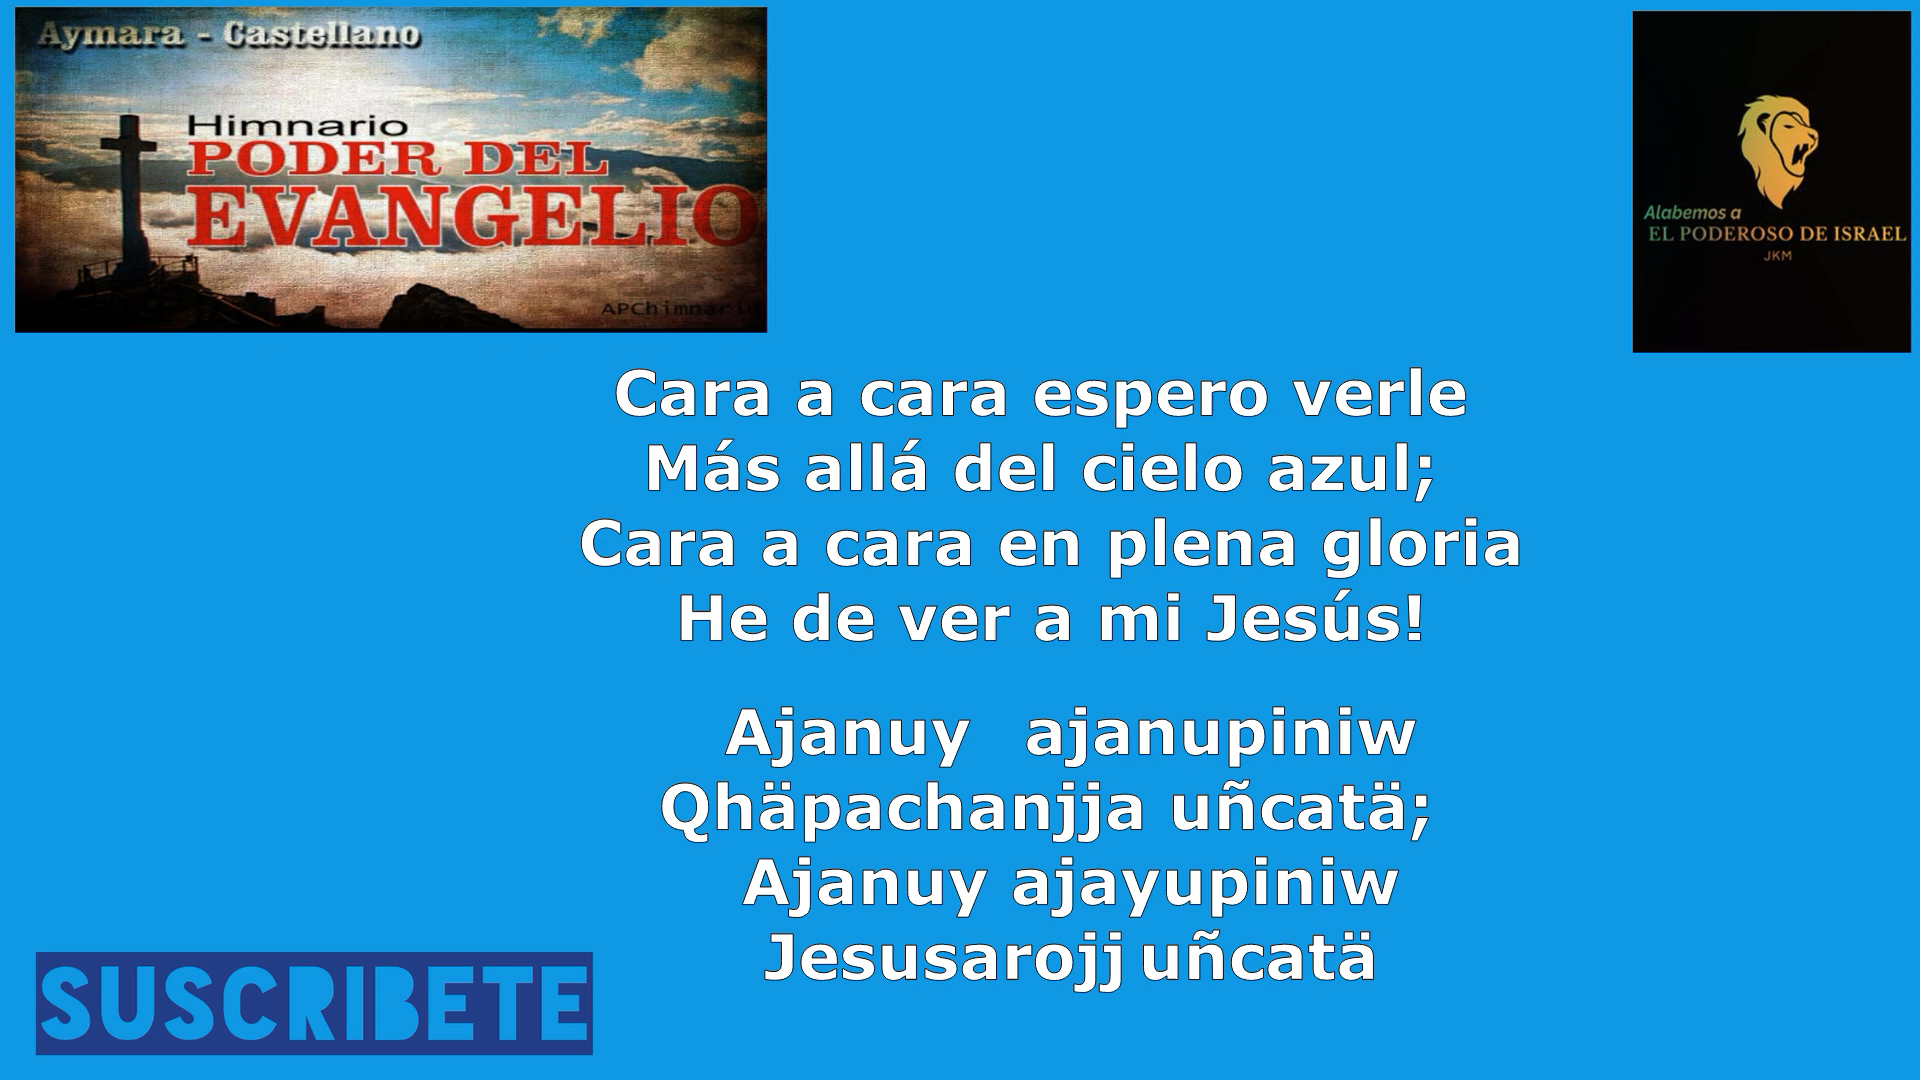 Aymara - Castellano
Himnario
PODER DEL
EVANGELIO
APChimnario
Alabemos a
EL PODEROSO DE ISRAEL
JKM
Cara a cara espero verle
Más allá del cielo azul;
Cara a cara en plena gloria
He de ver a mi Jesús!
Ajanuy ajanupiniw
Qhäpachanjja uñcatä;
Ajanuy ajayupiniw
Jesusarojj uñcatä
SUSCRIBETE